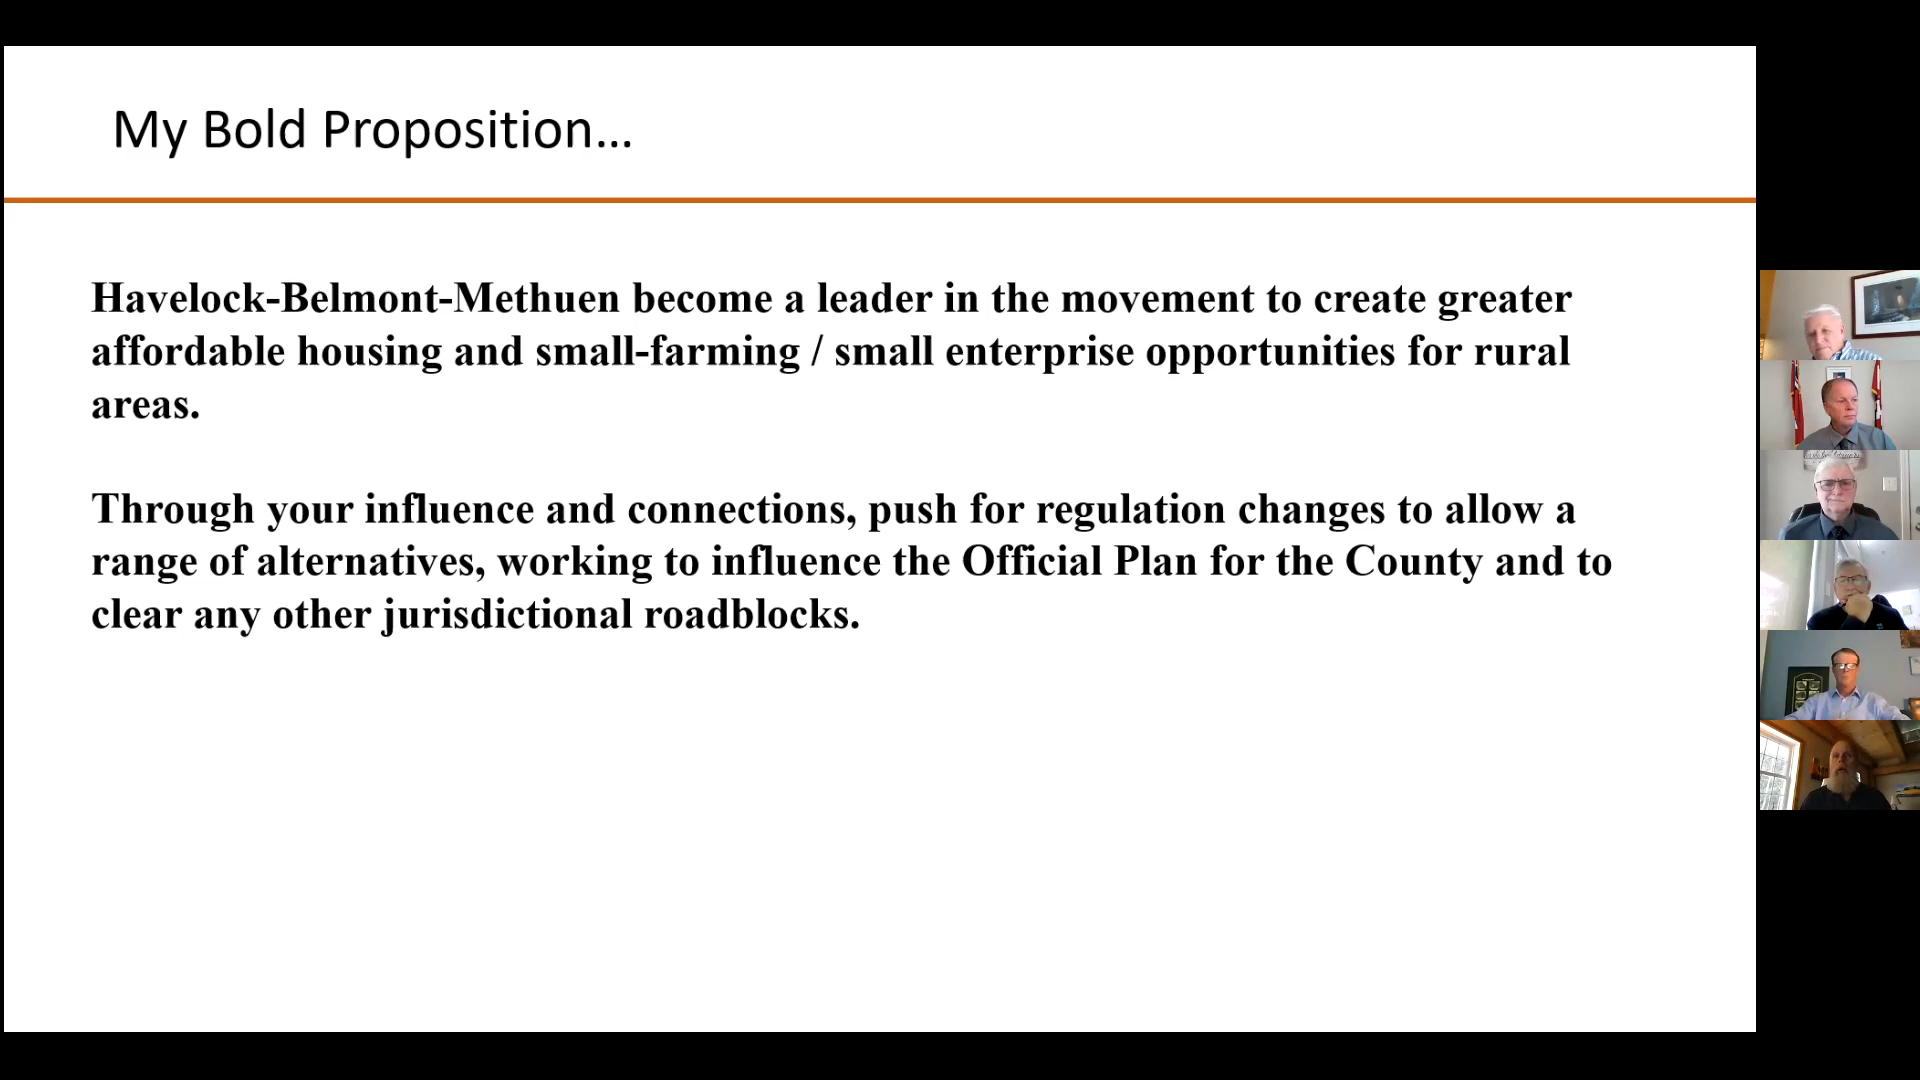 My Bold Proposition...
Havelock-Belmont-Methuen become a leader in the movement to create greater
affordable housing and small-farming / small enterprise opportunities for rural
areas.
Through your influence and connections, push for regulation changes to allow a
range of alternatives, working to influence the Official Plan for the County and to
clear any other jurisdictional roadblocks.